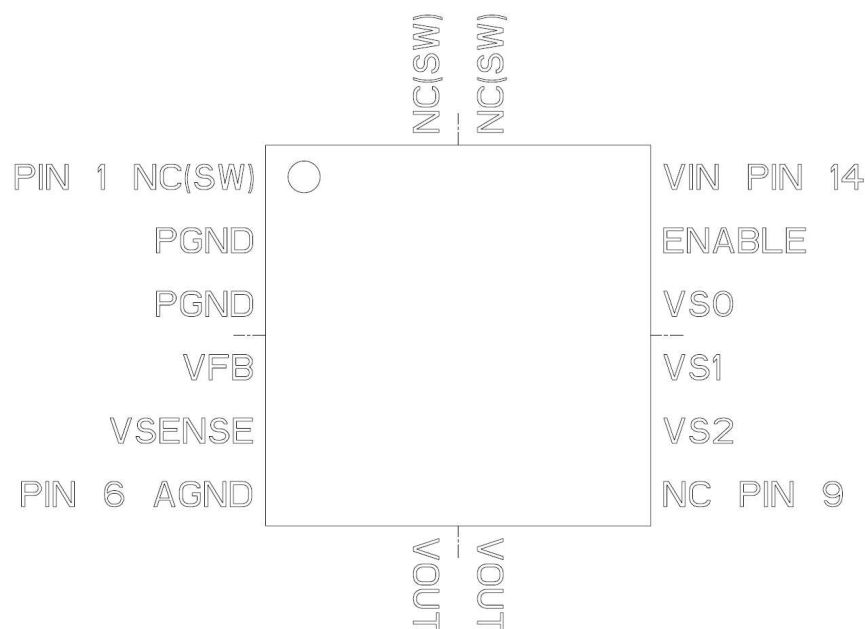 NC(SW)
NC(SW)
PIN 1 NC(SW)
VIN PIN 14
PGND
ENABLE
PGND
VS0
VFB
VS1
VSENSE
VS2
PIN 6 AGND
NC PIN 9
VOUT
VOUT